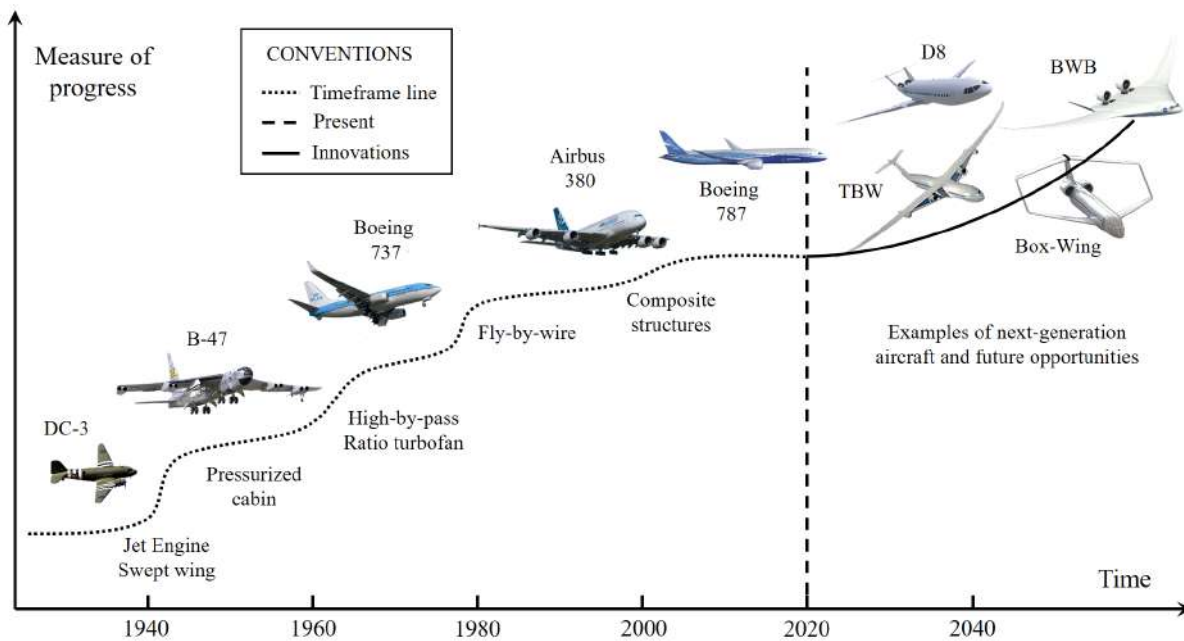 Measure of
progress
CONVENTIONS
Timeframe line
Present
Innovations
DC-3
B-47
Boeing
737
Airbus
380
Boeing
787
D8
BWB
TBW
Box-Wing
Jet Engine
Swept wing
Pressurized
cabin
High-by-pass
Ratio turbofan
Fly-by-wire
Composite
structures
Examples of next-generation
aircraft and future opportunities
Time
1940
1960
1980
2000
2020
2040